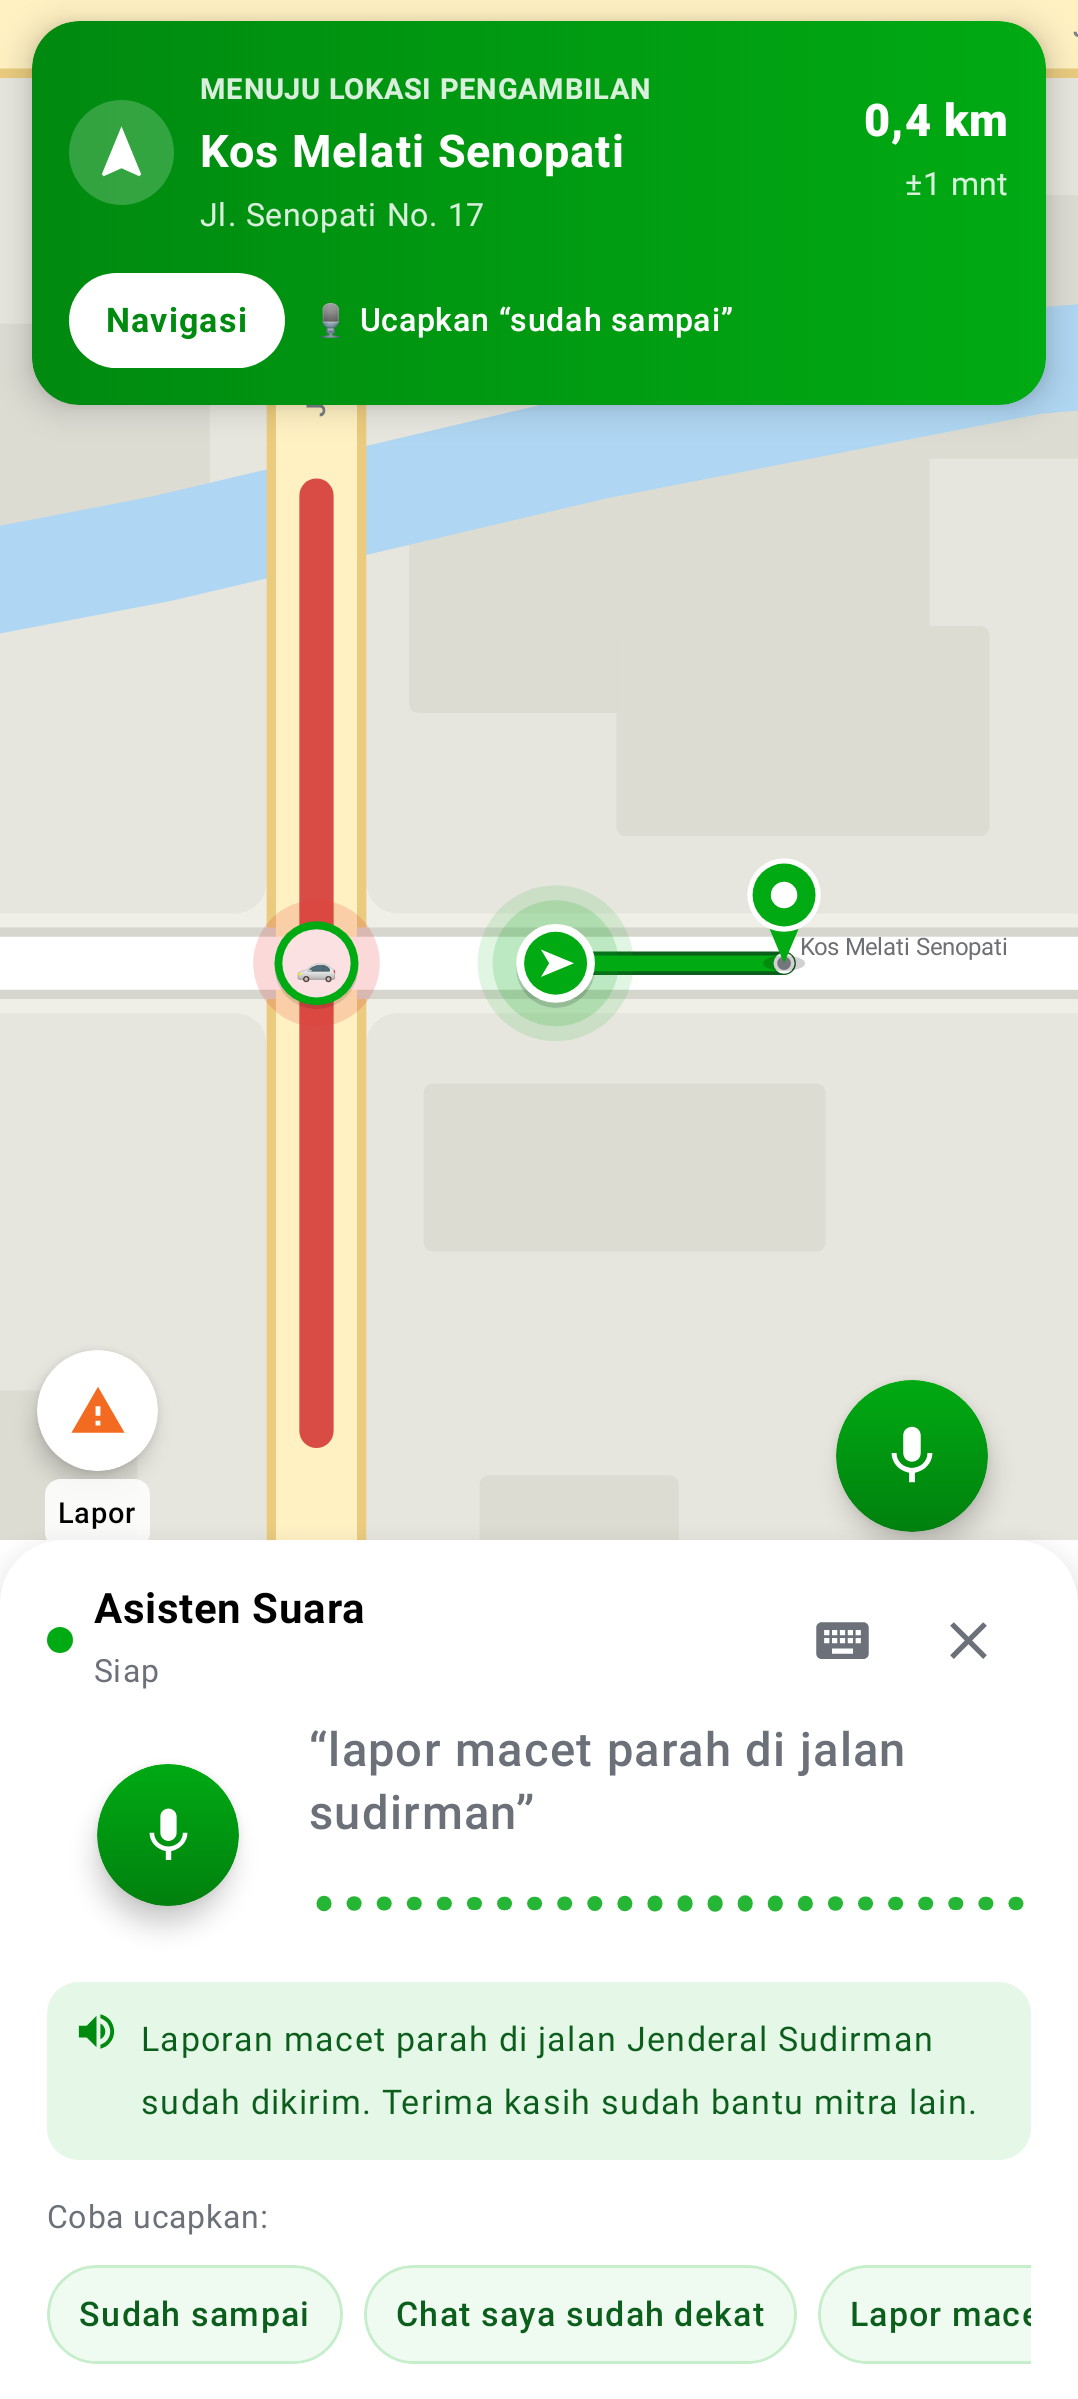 MENUJU LOKASI PENGAMBILAN
Kos Melati Senopati
Jl. Senopati No. 17
0,4 km
±1 mnt
Navigasi
Ucapkan “sudah sampai”
Kos Melati Senopati
Lapor
Asisten Suara
Siap
“lapor macet parah di jalan
sudirman”
Laporan macet parah di jalan Jenderal Sudirman
sudah dikirim. Terima kasih sudah bantu mitra lain.
Coba ucapkan:
Sudah sampai
Chat saya sudah dekat
Lapor mace